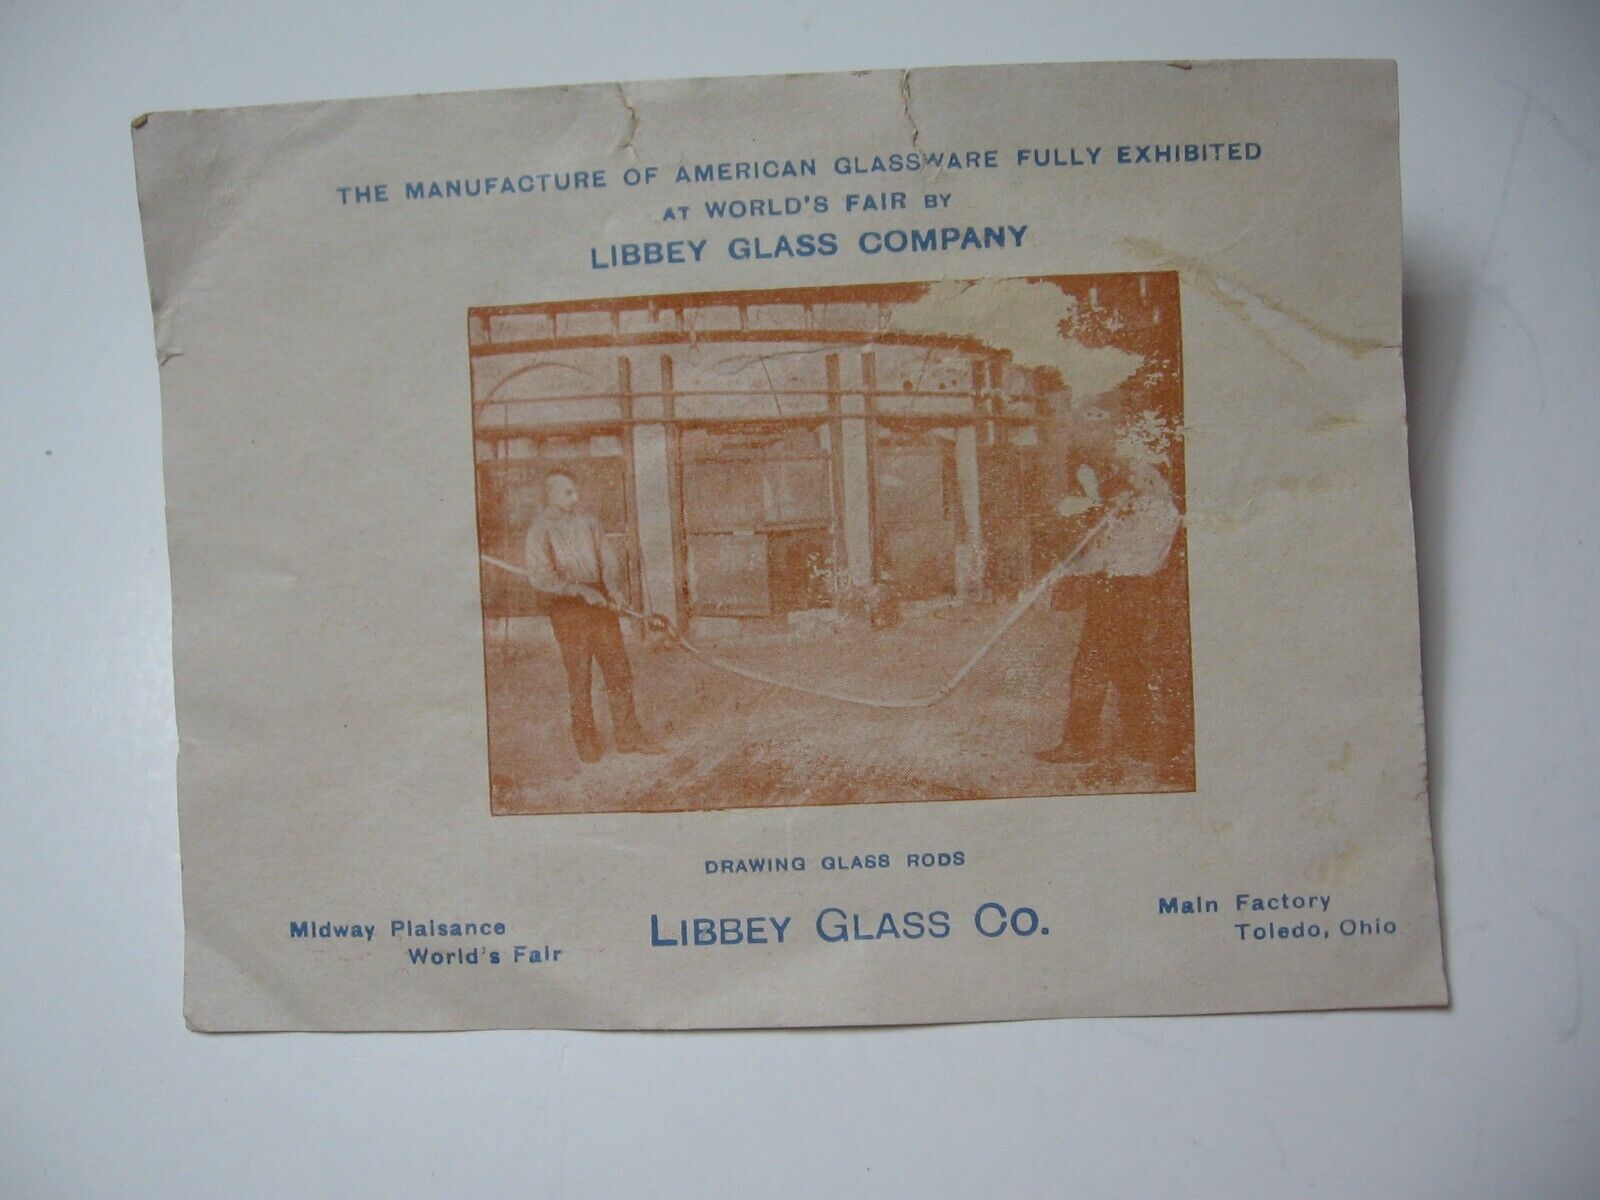 THE MANUFACTURE OF AMERICAN GLASSWARE FULLY EXHIBITED
AT WORLD'S FAIR BY
LIBBEY GLASS COMPANY
DRAWING GLASS RODS
Midway Plaisance
World's Fair
LIBBEY GLASS CO.
Main Factory
Toledo, Ohio